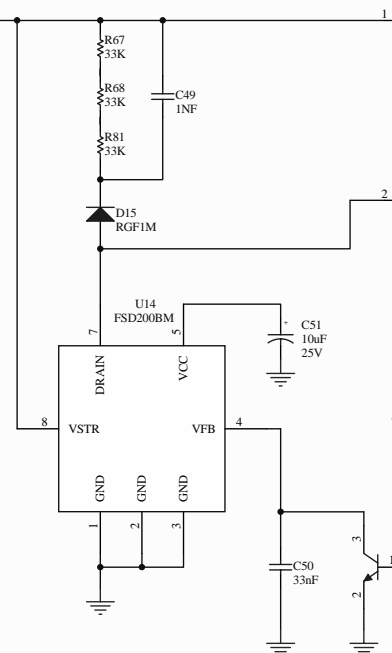 1
R67
33K
R68
33K
C49
1NF
R81
33K
2
D15
RGF1M
U14
FSD200BM
7
5
C51
10uF
25V
+
DRAIN
VCC
8
VSTR
VFB
4
GND
GND
GND
1
2
3
3
1
C50
33nF
2